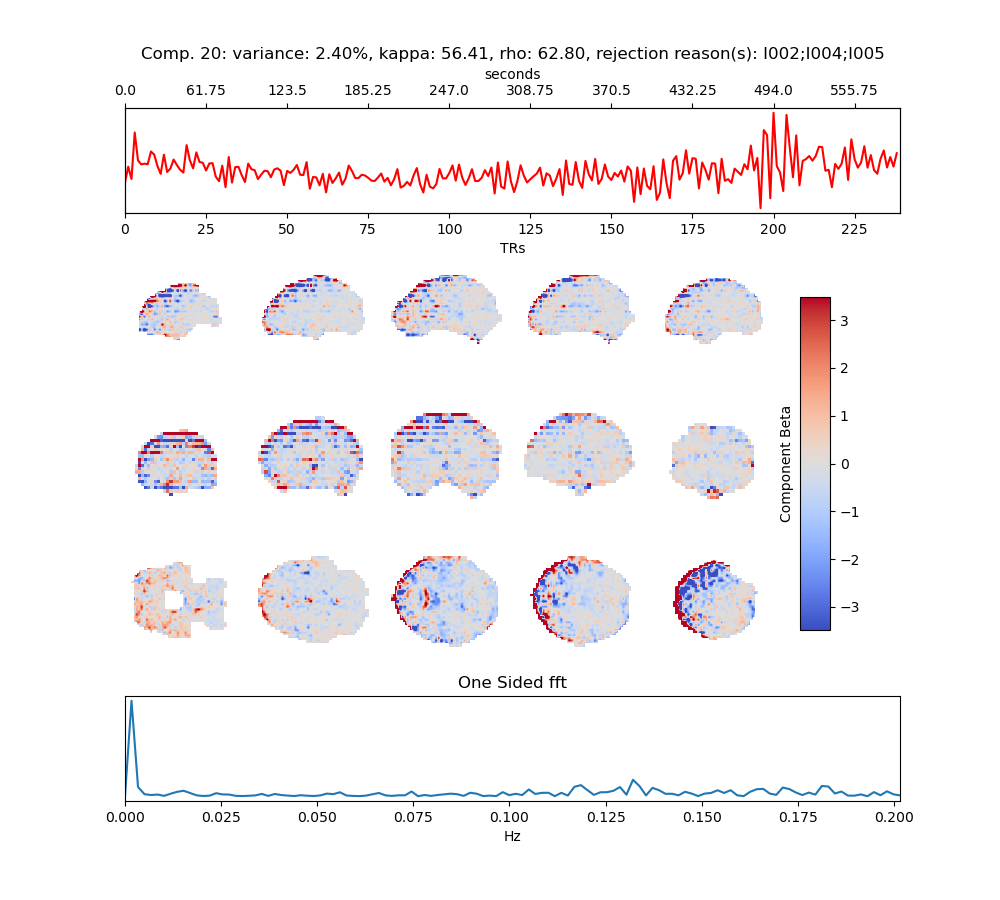 Comp. 20: variance: 2.40%, kappa: 56.41, rho: 62.80, rejection reason(s): I002;I004;I005
seconds
0.0 61.75 123.5 185.25 247.0 308.75 370.5 432.25 494.0 555.75
0 25 50 75 100 125 150 175 200 225
TRs
3
2
1
0
−1
−2
−3
Component Beta
One Sided fft
0.000 0.025 0.050 0.075 0.100 0.125 0.150 0.175 0.200
Hz